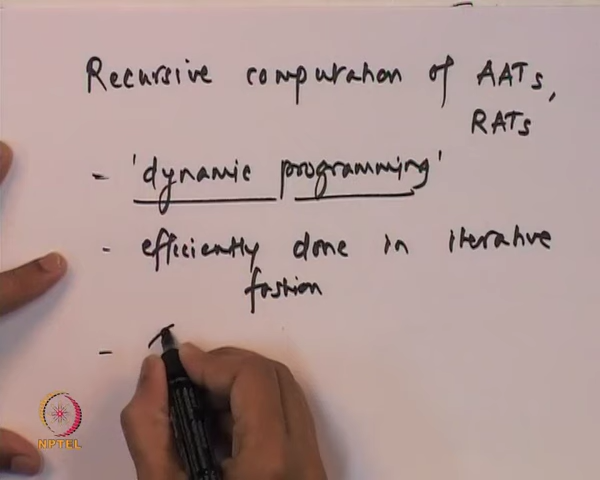 Recursive computation of AATs,
RATs
- 'dynamic programming'
- efficiently done in iterative
fashion
-
NPTEL